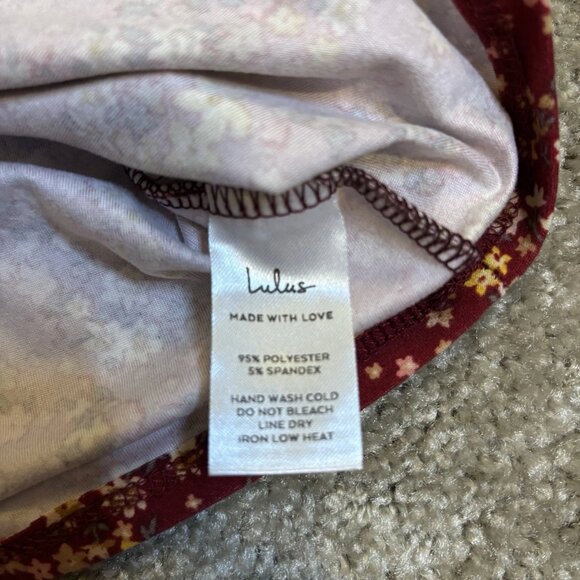 Lulus
MADE WITH LOVE
95% POLYESTER
5% SPANDEX
HAND WASH COLD
DO NOT BLEACH
LINE DRY
IRON LOW HEAT